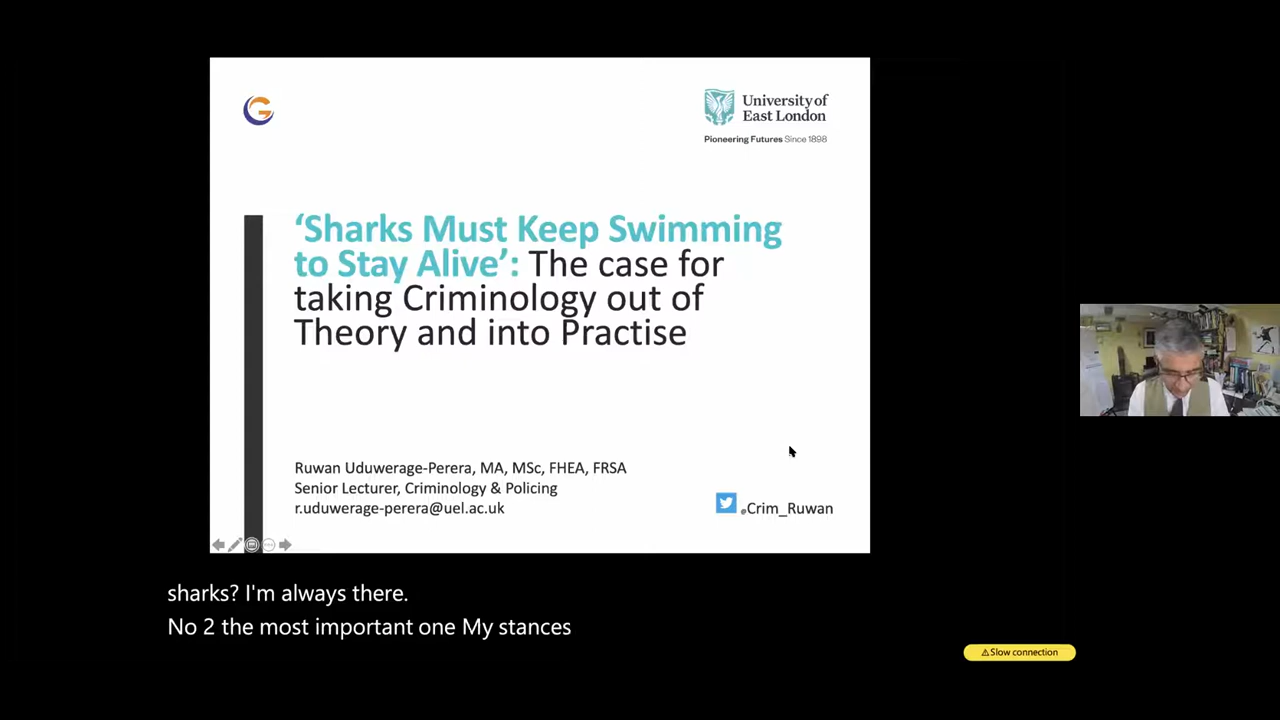 University of
East London
Pioneering Futures Since 1898
‘Sharks Must Keep Swimming
to Stay Alive’: The case for
taking Criminology out of
Theory and into Practise
Ruwan Uduwerage-Perera, MA, MSc, FHEA, FRSA
Senior Lecturer, Criminology & Policing
r.uduwerage-perera@uel.ac.uk
@Crim_Ruwan
sharks? I'm always there.
No 2 the most important one My stances
⚠Slow connection